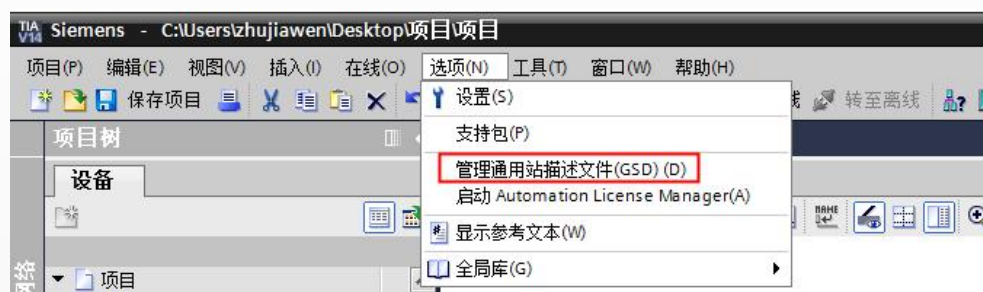 TIA V14 Siemens - C:\Users\zhujiawen\Desktop\项目\项目
项目(P) 编辑(E) 视图(V) 插入(I) 在线(O) 选项(N) 工具(T) 窗口(W) 帮助(H)
保存项目 转至离线
设置(S)
支持包(P)
管理通用站描述文件(GSD) (D)
启动 Automation License Manager(A)
显示参考文本(W)
全局库(G)
项目树
设备
项目